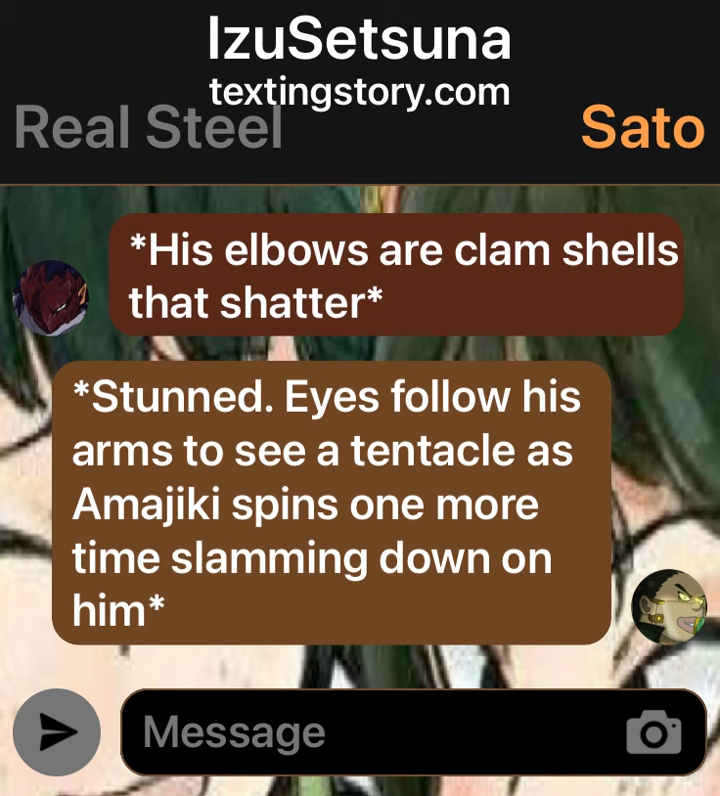 IzuSetsuna
textingstory.com
Real Steel
Sato
*His elbows are clam shells
that shatter*
*Stunned. Eyes follow his
arms to see a tentacle as
Amajiki spins one more
time slamming down on
him*
Message